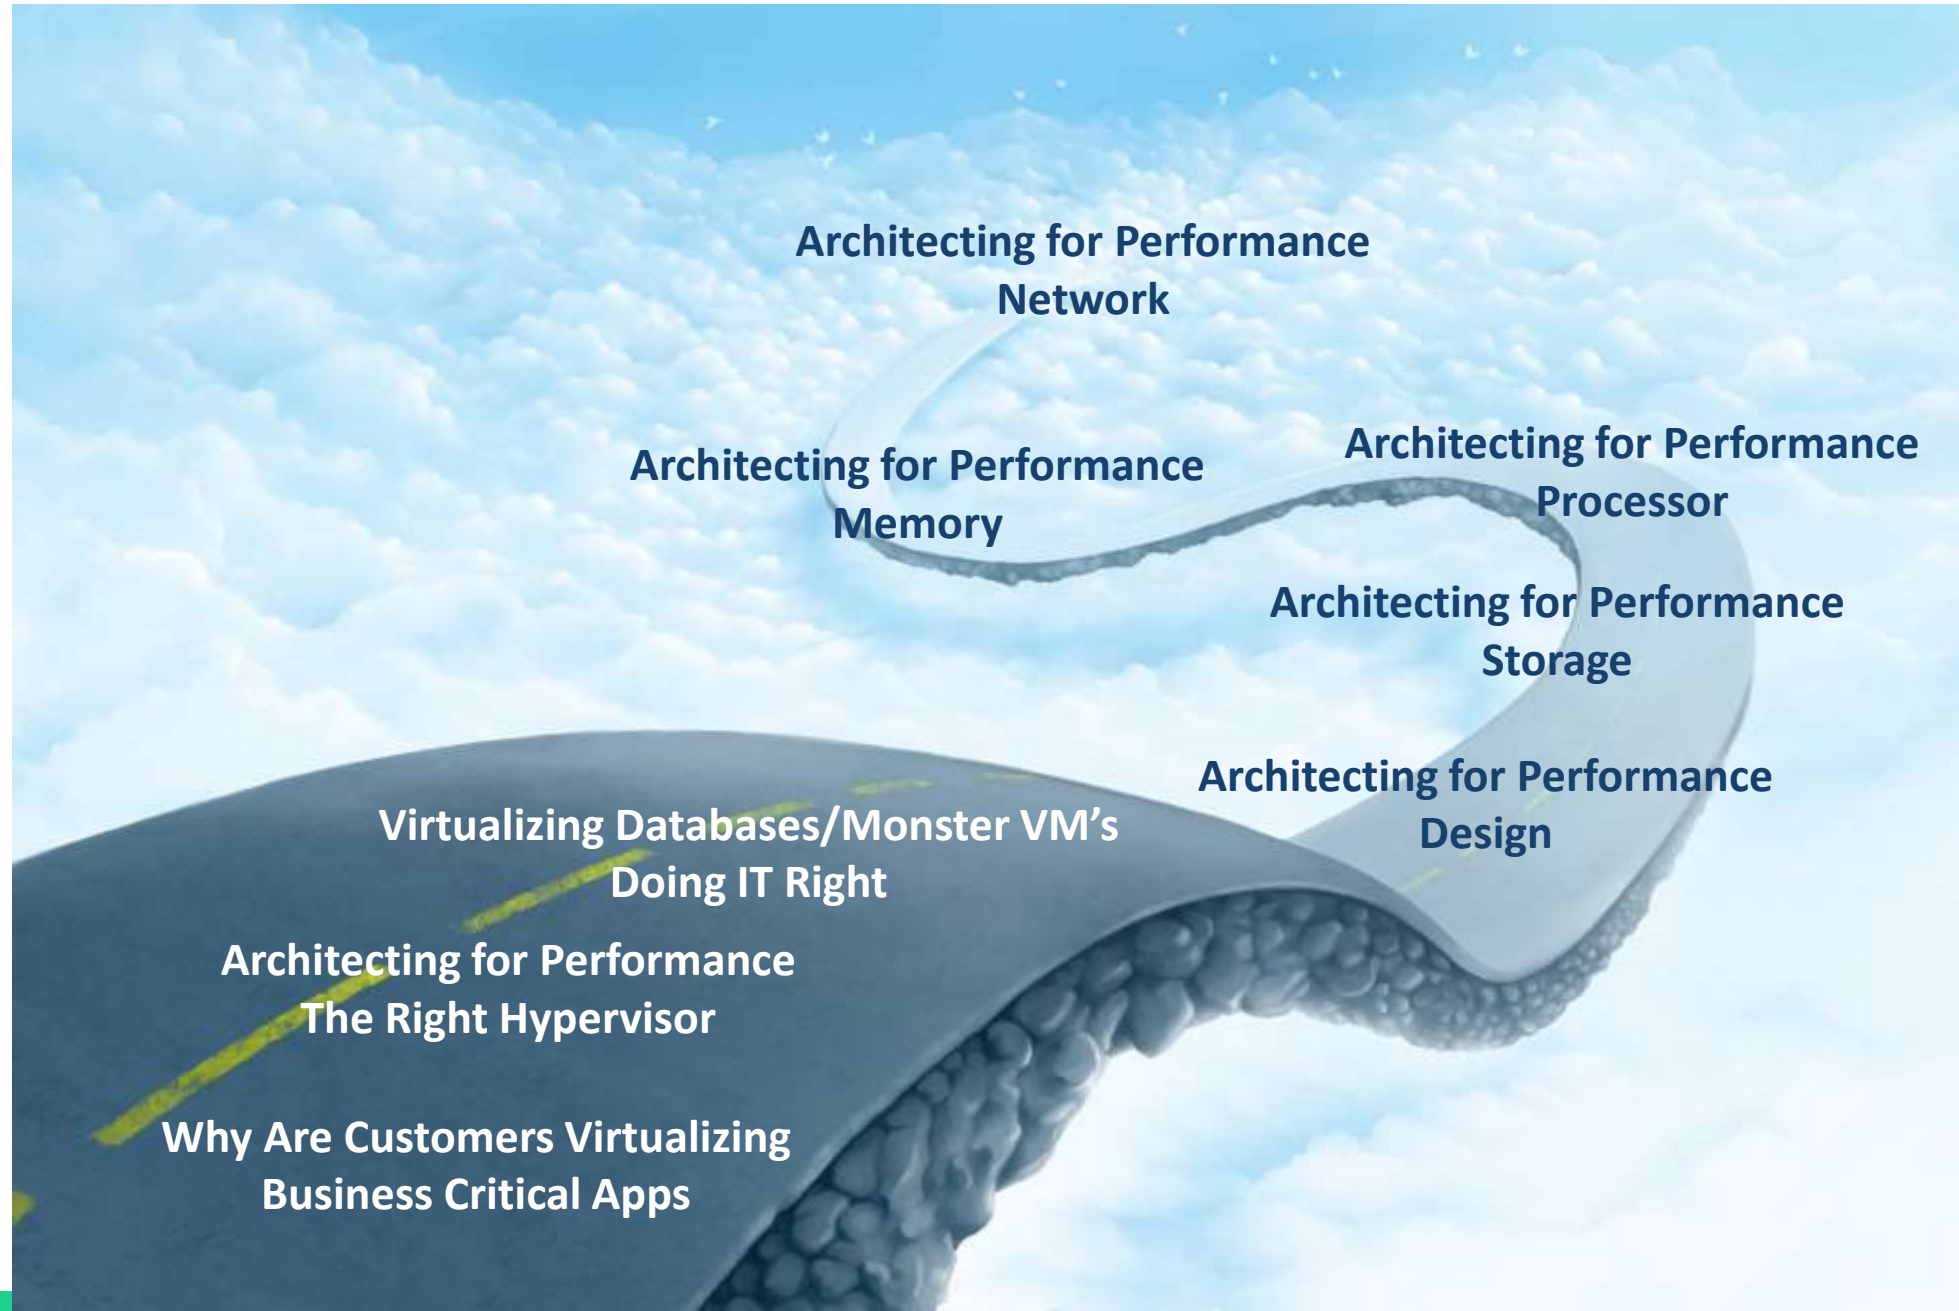 Architecting for Performance
Network
Architecting for Performance
Processor
Architecting for Performance
Memory
Architecting for Performance
Storage
Architecting for Performance
Design
Virtualizing Databases/Monster VM’s
Doing IT Right
Architecting for Performance
The Right Hypervisor
Why Are Customers Virtualizing
Business Critical Apps